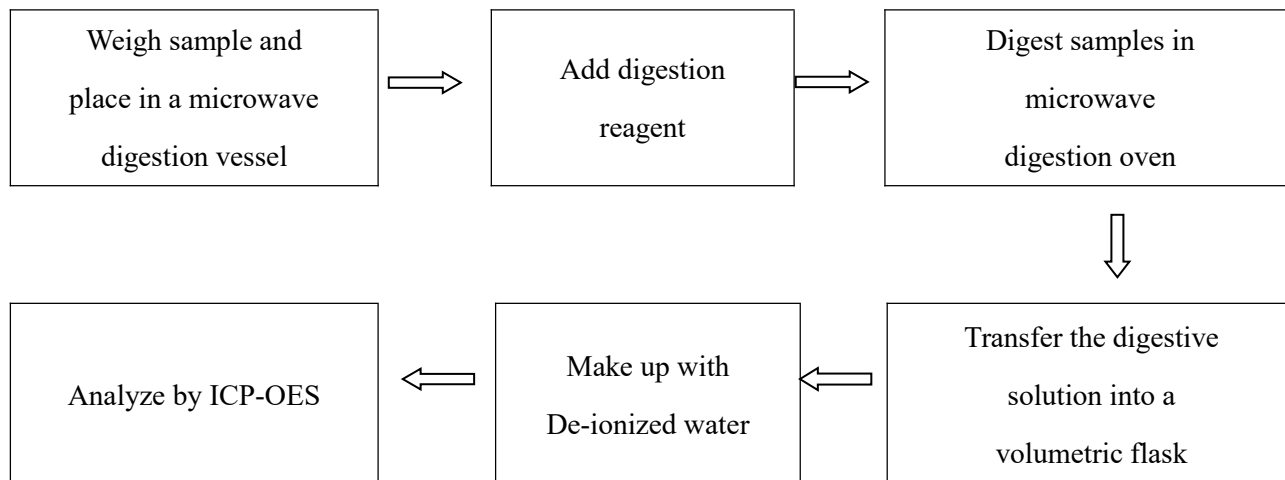 Weigh sample and
place in a microwave
digestion vessel
Add digestion
reagent
Digest samples in
microwave
digestion oven
Transfer the digestive
solution into a
volumetric flask
Make up with
De-ionized water
Analyze by ICP-OES